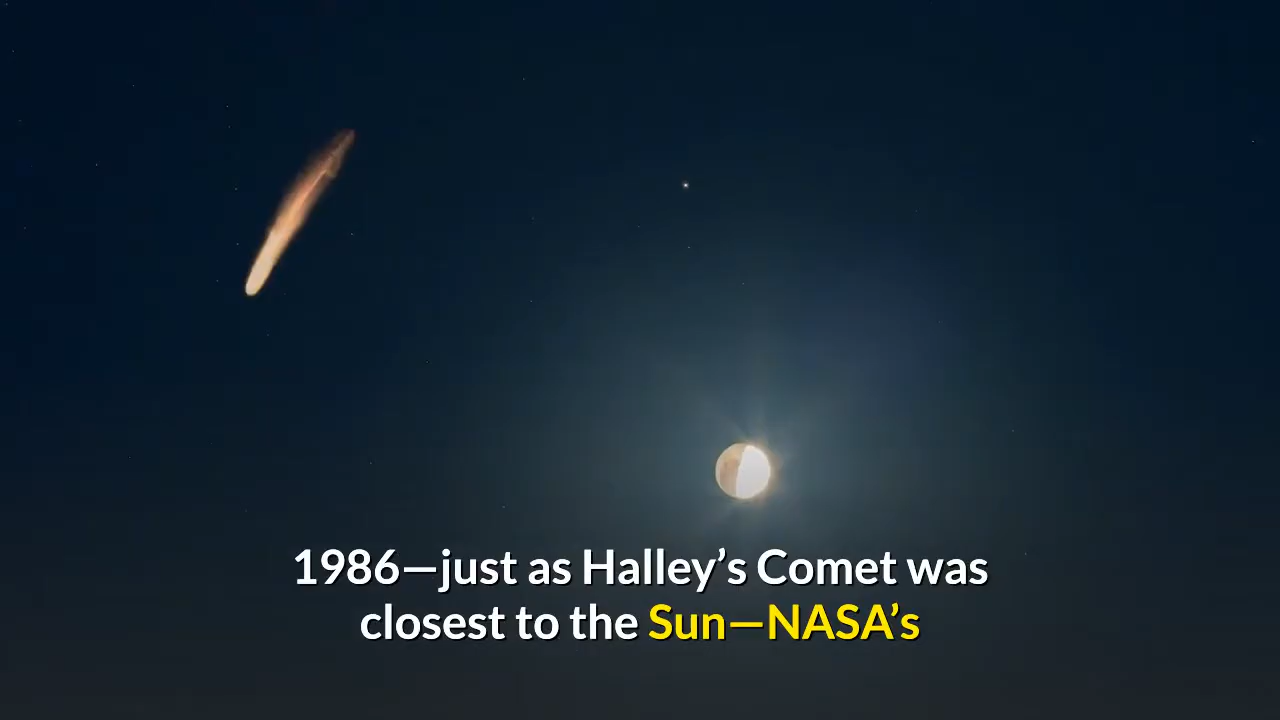 1986—just as Halley’s Comet was
closest to the Sun—NASA’s